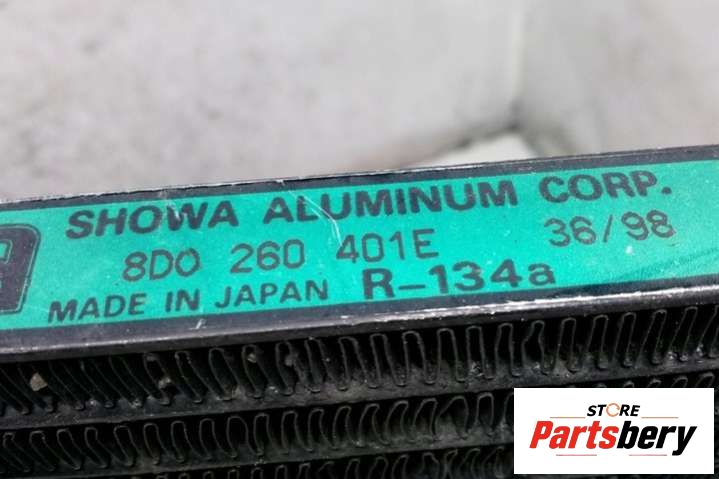 SHOWA ALUMINUM CORP.
8D0 260 401E 36/98
MADE IN JAPAN R-134a
STORE
Partsbery